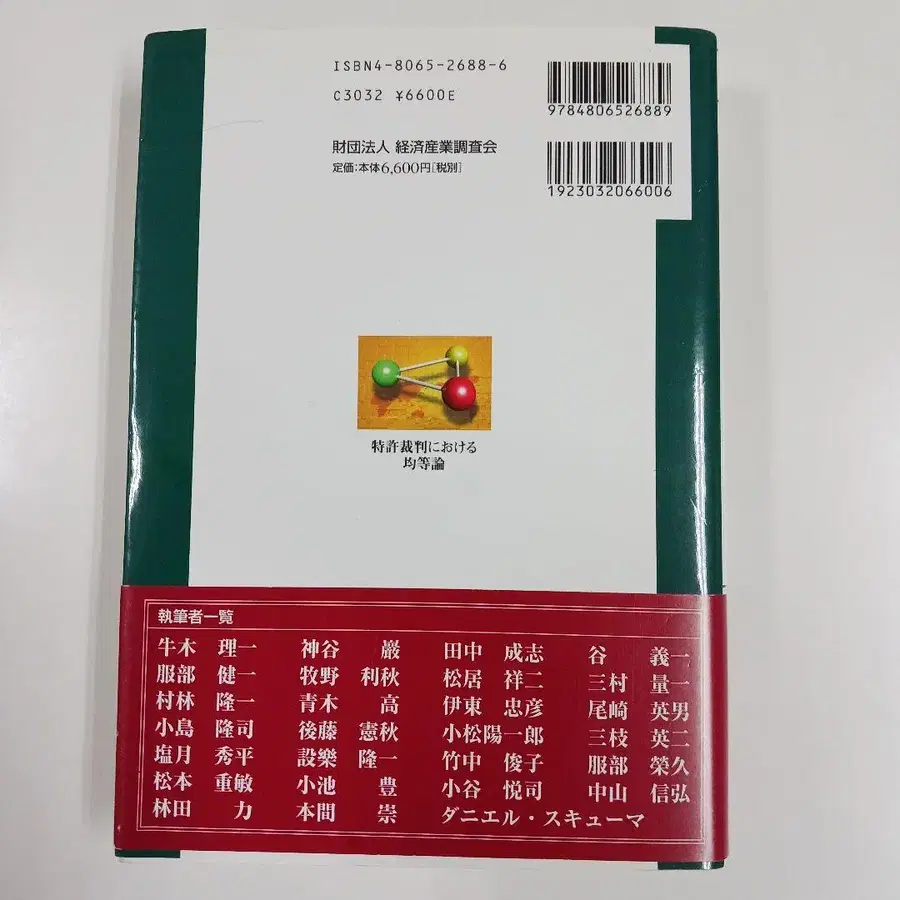 ISBN4-8065-2688-6
C3032 ¥6600E
9784806526889
財団法人 経済産業調査会
定価:本体6,600円[税別]
1923032066006
特許裁判における
均等論
執筆者一覧
牛木 理一 神谷 巖 田中 成志 谷 義一
服部 健一 牧野 利秋 松居 祥二 三村 量一
村林 隆一 青木 高 伊東 忠彦 尾崎 英男
小島 隆司 後藤 憲秋 小松陽一郎 三枝 英二
塩月 秀平 設樂 隆一 竹中 俊子 服部 榮久
松本 重敏 小池 豊 小谷 悦司 中山 信弘
林田 力 本間 崇 ダニエル・スキューマ